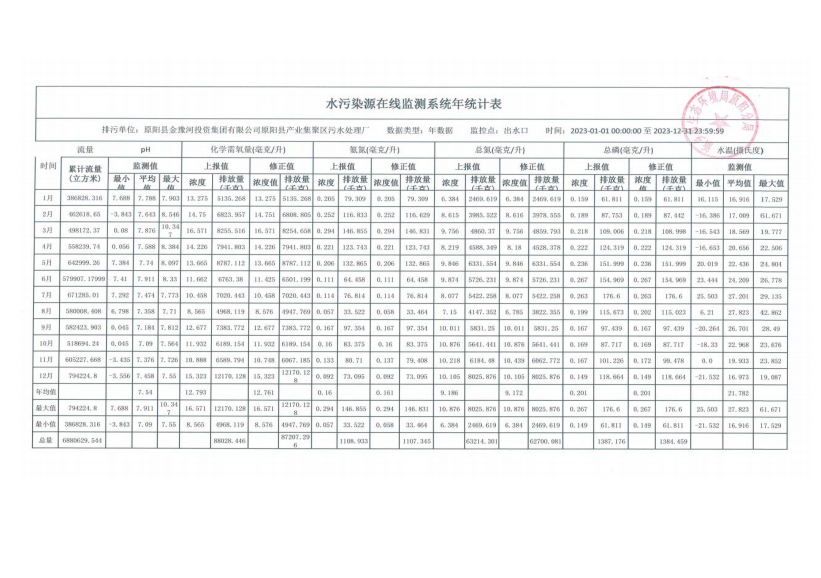 水污染源在线监测系统年统计表
排污单位：原阳县金豫河投资集团有限公司原阳县产业集聚区污水处理厂 数据类型：年数据 监控点：出水口 时间：2023-01-01 00:00:00 至 2023-12-31 23:59:59
时间 流量 pH 化学需氧量(毫克/升) 氨氮(毫克/升) 总氮(毫克/升) 总磷(毫克/升) 水温(摄氏度)
累计流量(立方米) 监测值 上报值 修正值 上报值 修正值 上报值 修正值 上报值 修正值 监测值
最小值 平均值 最大值 浓度 排放量(千克) 浓度值 排放量(千克) 浓度 排放量(千克) 浓度值 排放量(千克) 浓度 排放量(千克) 浓度值 排放量(千克) 浓度 排放量(千克) 浓度值 排放量(千克) 最小值 平均值 最大值
1月 386828.316 7.688 7.788 7.903 13.275 5135.268 13.275 5135.268 0.205 79.309 0.205 79.309 6.384 2469.619 6.384 2469.619 0.159 61.811 0.159 61.811 16.115 16.916 17.529
2月 462618.65 -3.843 7.643 8.546 14.75 6823.957 14.751 6808.805 0.252 116.833 0.252 116.629 8.615 3985.522 8.616 3978.555 0.189 87.753 0.189 87.442 -16.386 17.009 61.671
3月 498172.37 0.08 7.876 10.347 16.571 8255.516 16.571 8254.658 0.294 146.855 0.294 146.831 9.756 4860.37 9.756 4859.793 0.218 109.006 0.218 108.998 -16.543 18.569 19.777
4月 558239.74 0.056 7.588 8.384 14.226 7941.803 14.226 7941.803 0.221 123.743 0.221 123.743 8.219 4588.349 8.18 4528.378 0.222 124.319 0.222 124.319 -16.653 20.656 22.506
5月 642999.26 7.384 7.74 8.097 13.665 8787.112 13.665 8787.112 0.206 132.865 0.206 132.865 9.846 6331.554 9.846 6331.554 0.236 151.999 0.236 151.999 20.019 22.436 24.804
6月 579907.17999 7.41 7.911 8.33 11.662 6763.38 11.425 6501.199 0.111 64.458 0.111 64.458 9.874 5726.231 9.874 5726.231 0.267 154.969 0.267 154.969 23.444 24.209 26.778
7月 671285.01 7.292 7.474 7.773 10.458 7020.443 10.458 7020.443 0.114 76.814 0.114 76.814 8.077 5422.258 8.077 5422.258 0.263 176.6 0.263 176.6 25.503 27.201 29.135
8月 580008.408 6.798 7.358 7.71 8.565 4968.119 8.576 4947.769 0.057 33.522 0.058 33.464 7.15 4147.352 6.785 3822.355 0.199 115.673 0.202 115.023 6.21 27.823 42.862
9月 582423.903 0.045 7.184 7.812 12.677 7383.772 12.677 7383.772 0.167 97.354 0.167 97.354 10.011 5831.25 10.011 5831.25 0.167 97.439 0.167 97.439 -20.264 26.701 28.49
10月 518694.24 0.045 7.09 7.564 11.932 6189.154 11.932 6189.154 0.16 83.375 0.16 83.375 10.876 5641.441 10.876 5641.441 0.169 87.717 0.169 87.717 -18.33 22.968 23.676
11月 605227.668 -3.435 7.376 7.726 10.888 6589.794 10.748 6067.185 0.133 80.71 0.137 79.408 10.218 6184.48 10.439 6062.772 0.167 101.226 0.172 99.478 0.0 19.933 23.852
12月 794224.8 -3.556 7.458 7.55 15.323 12170.128 15.323 12170.128 0.092 73.095 0.092 73.095 10.105 8025.876 10.105 8025.876 0.149 118.664 0.149 118.664 -21.532 16.973 19.087
年均值 7.54 12.793 12.761 0.16 0.161 9.186 9.172 0.201 0.201 21.782
最大值 794224.8 7.688 7.911 10.347 16.571 12170.128 16.571 12170.128 0.294 146.855 0.294 146.831 10.876 8025.876 10.876 8025.876 0.267 176.6 0.267 176.6 25.503 27.823 61.671
最小值 386828.316 -3.843 7.09 7.55 8.565 4968.119 8.576 4947.769 0.057 33.522 0.058 33.464 6.384 2469.619 6.384 2469.619 0.149 61.811 0.149 61.811 -21.532 16.916 17.529
总量 6880629.544 88028.446 87207.296 1108.933 1107.345 63214.301 62700.081 1387.176 1384.459